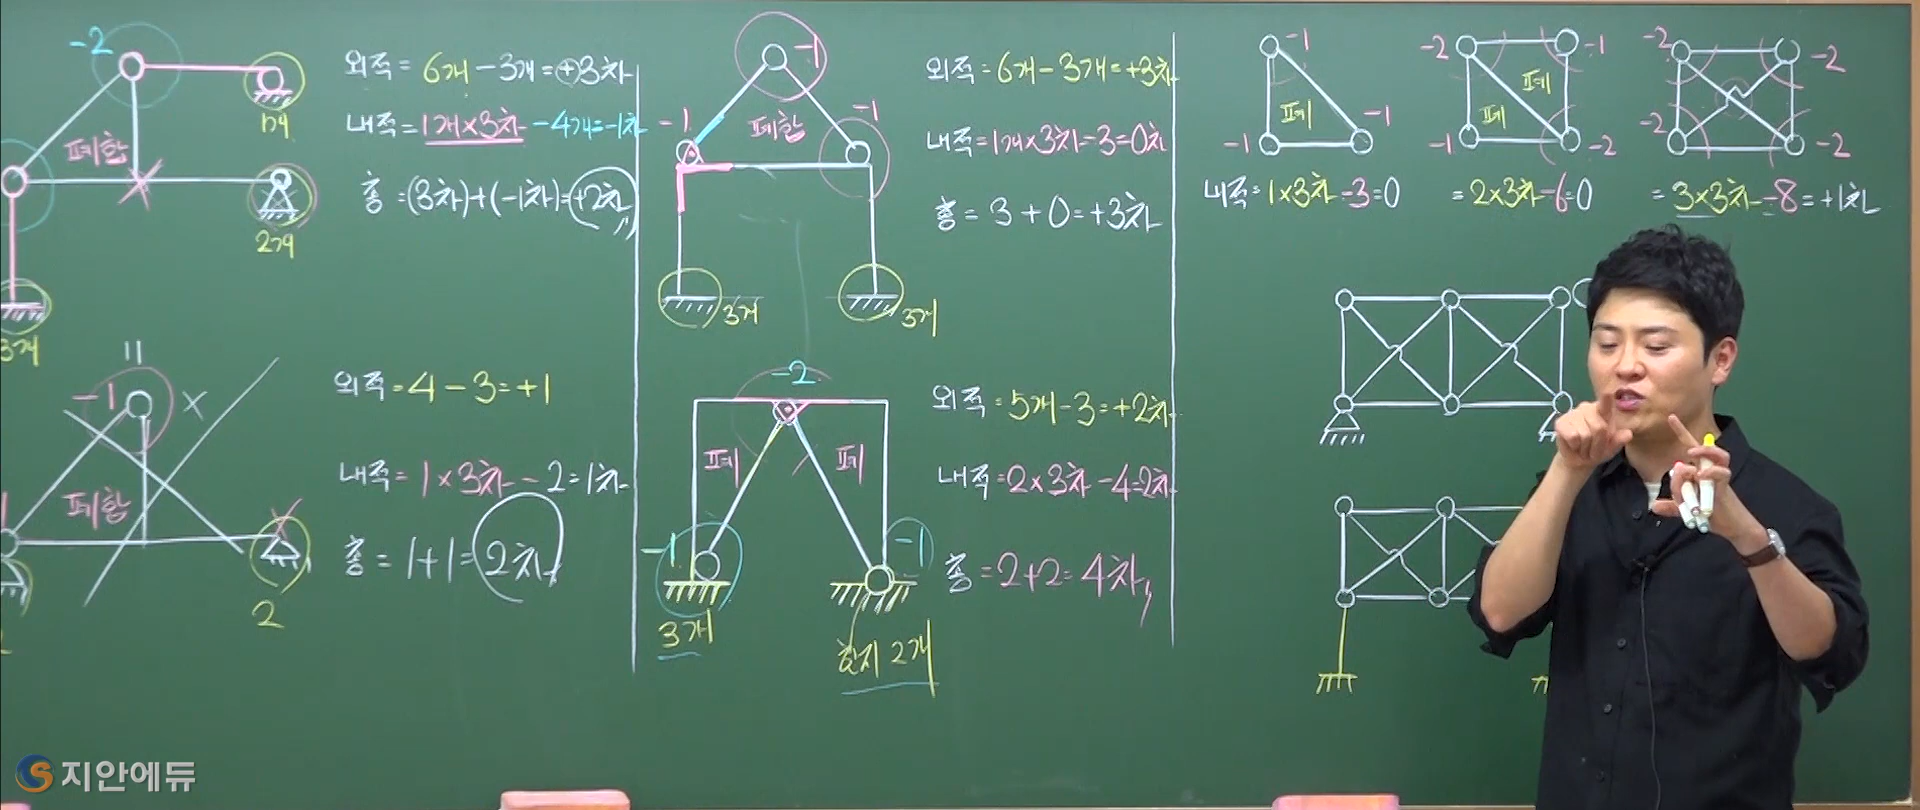 -2
외적 = 6개 - 3개 = +3차
1개
폐합
내적 = 1개×3차 - 4개 = -1차
총 = (3차)+(-1차) = +2차
2개
3개
-1
-1
-1
폐합
외적 = 6개 - 3개 = +3차
내적 = 1개×3차 - 3 = 0차
총 = 3 + 0 = +3차
3개
3개
-1
-1
-1
폐
내적 = 1×3차 - 3 = 0
-2
-1
폐
폐
-1
-2
= 2×3차 - 6 = 0
-2
-2
-2
-2
= 3×3차 - 8 = +1차
11
-1
×
폐합
1
2
외적 = 4 - 3 = +1
내적 = 1×3차 - 2 = 1차
총 = 1+1 = 2차
-2
폐
폐
-1
-1
3개
힌지 2개
외적 = 5개 - 3 = +2차
내적 = 2×3차 - 4 = 2차
총 = 2+2 = 4차
지안에듀